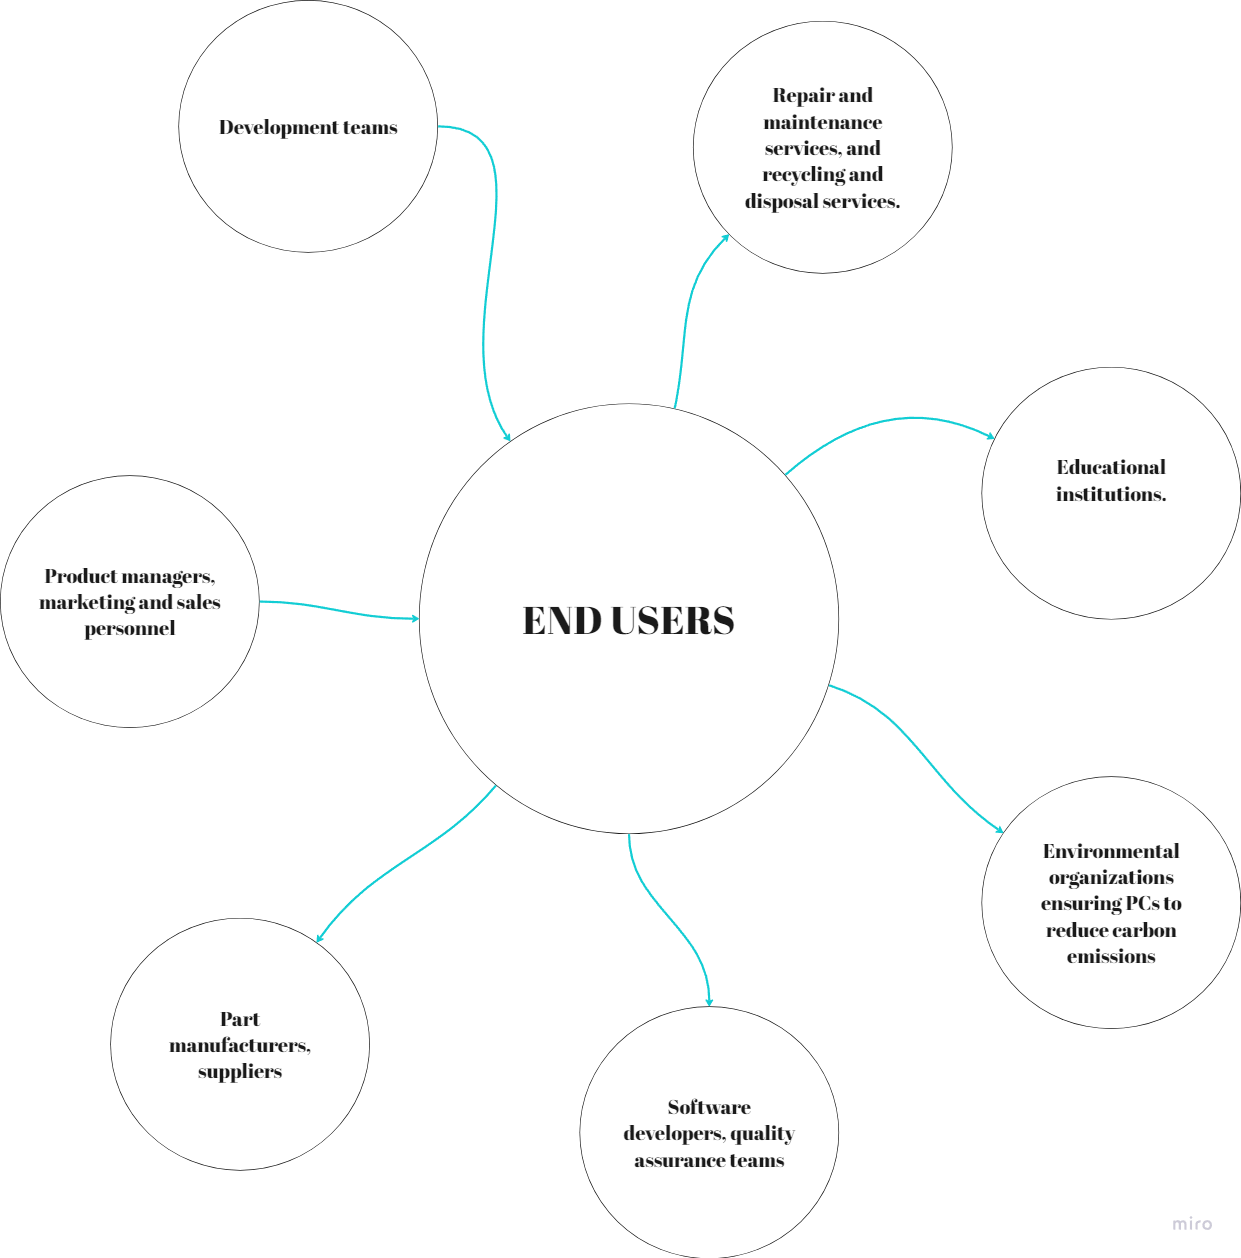 Development teams
Repair and
maintenance
services, and
recycling and
disposal services.
Educational
institutions.
Product managers,
marketing and sales
personnel
END USERS
Environmental
organizations
ensuring PCs to
reduce carbon
emissions
Part
manufacturers,
suppliers
Software
developers, quality
assurance teams
miro